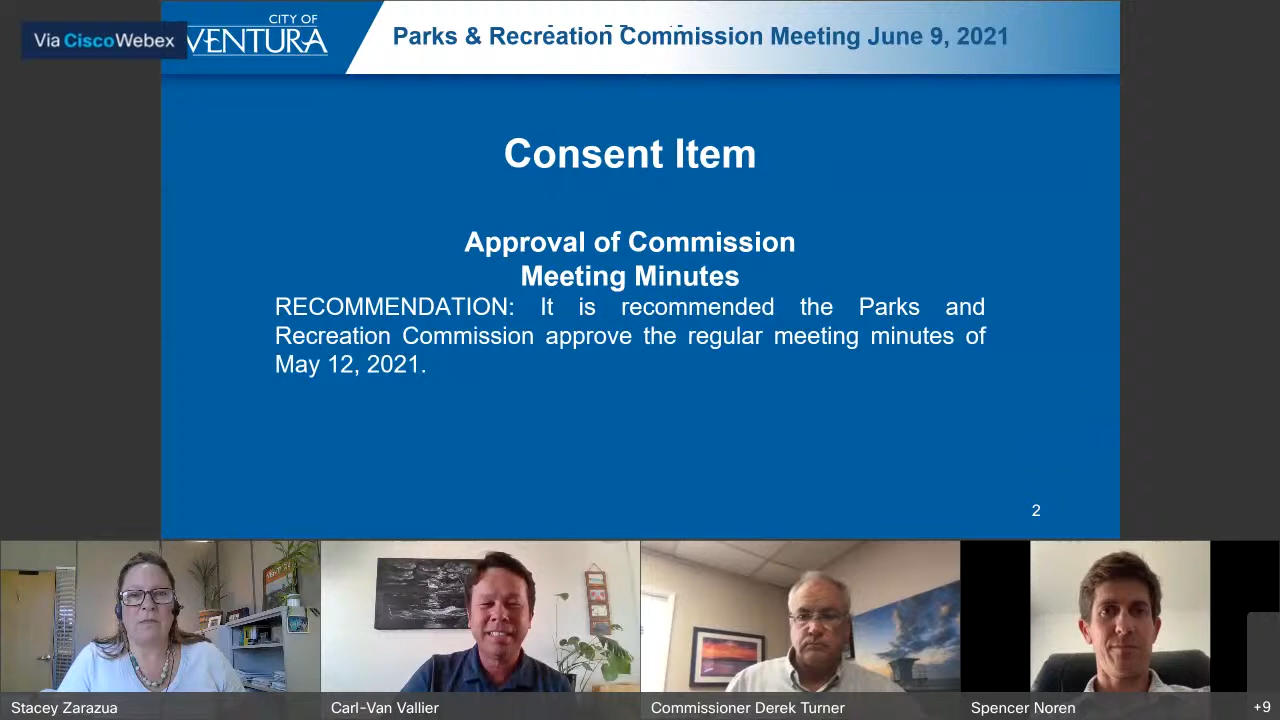 Via Cisco Webex
CITY OF
VENTURA
Parks & Recreation Commission Meeting June 9, 2021
Consent Item
Approval of Commission
Meeting Minutes
RECOMMENDATION: It is recommended the Parks and
Recreation Commission approve the regular meeting minutes of
May 12, 2021.
2
Stacey Zarazua
Carl-Van Vallier
Commissioner Derek Turner
Spencer Noren
+9